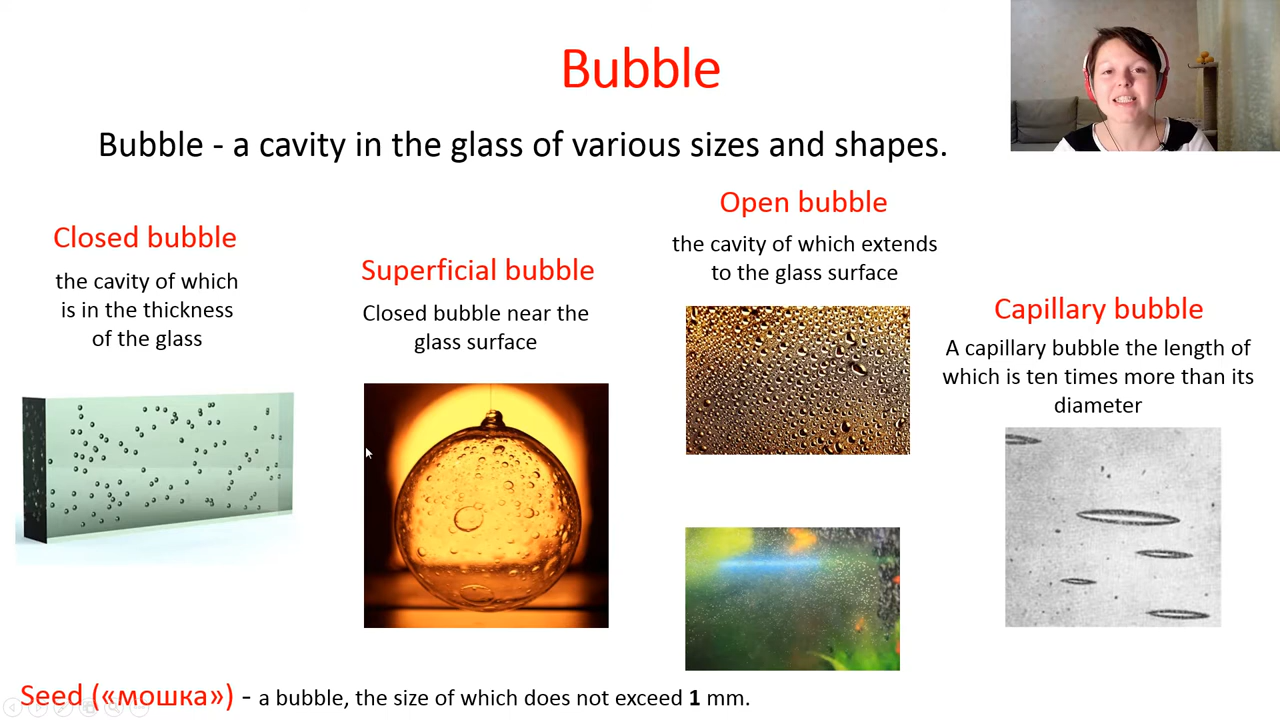 Bubble
Bubble - a cavity in the glass of various sizes and shapes.
Closed bubble
the cavity of which
is in the thickness
of the glass
Superficial bubble
Closed bubble near the
glass surface
Open bubble
the cavity of which extends
to the glass surface
Capillary bubble
A capillary bubble the length of
which is ten times more than its
diameter
Seed («мошка») - a bubble, the size of which does not exceed 1 mm.